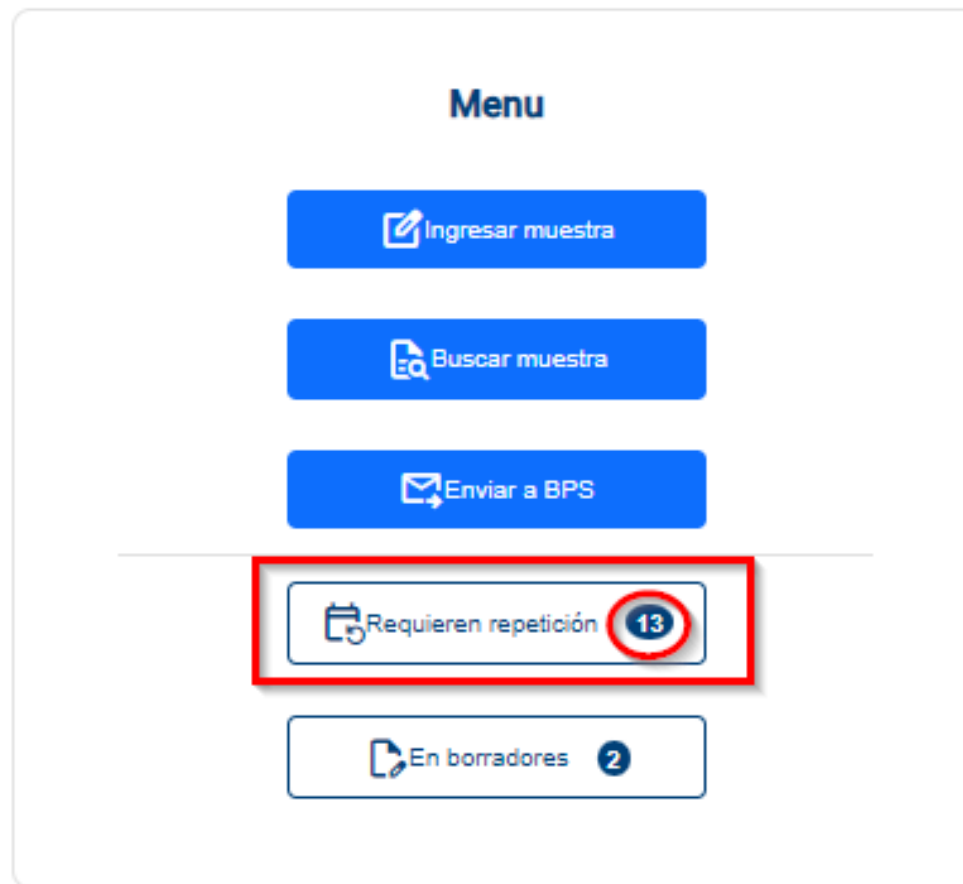 Menu
Ingresar muestra
Buscar muestra
Enviar a BPS
Requieren repetición 13
En borradores 2